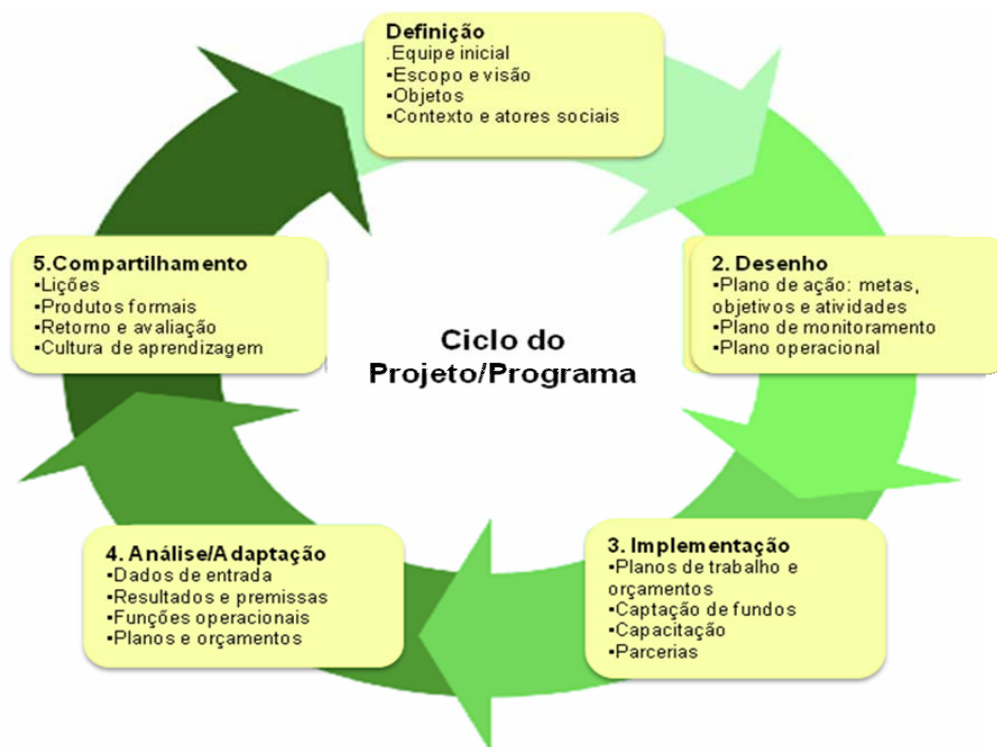 Definição
.Equipe inicial
▪Escopo e visão
▪Objetos
▪Contexto e atores sociais
2. Desenho
▪Plano de ação: metas,
objetivos e atividades
▪Plano de monitoramento
▪Plano operacional
3. Implementação
▪Planos de trabalho e
orçamentos
▪Captação de fundos
▪Capacitação
▪Parcerias
4. Análise/Adaptação
▪Dados de entrada
▪Resultados e premissas
▪Funções operacionais
▪Planos e orçamentos
5.Compartilhamento
▪Lições
▪Produtos formais
▪Retorno e avaliação
▪Cultura de aprendizagem
Ciclo do
Projeto/Programa